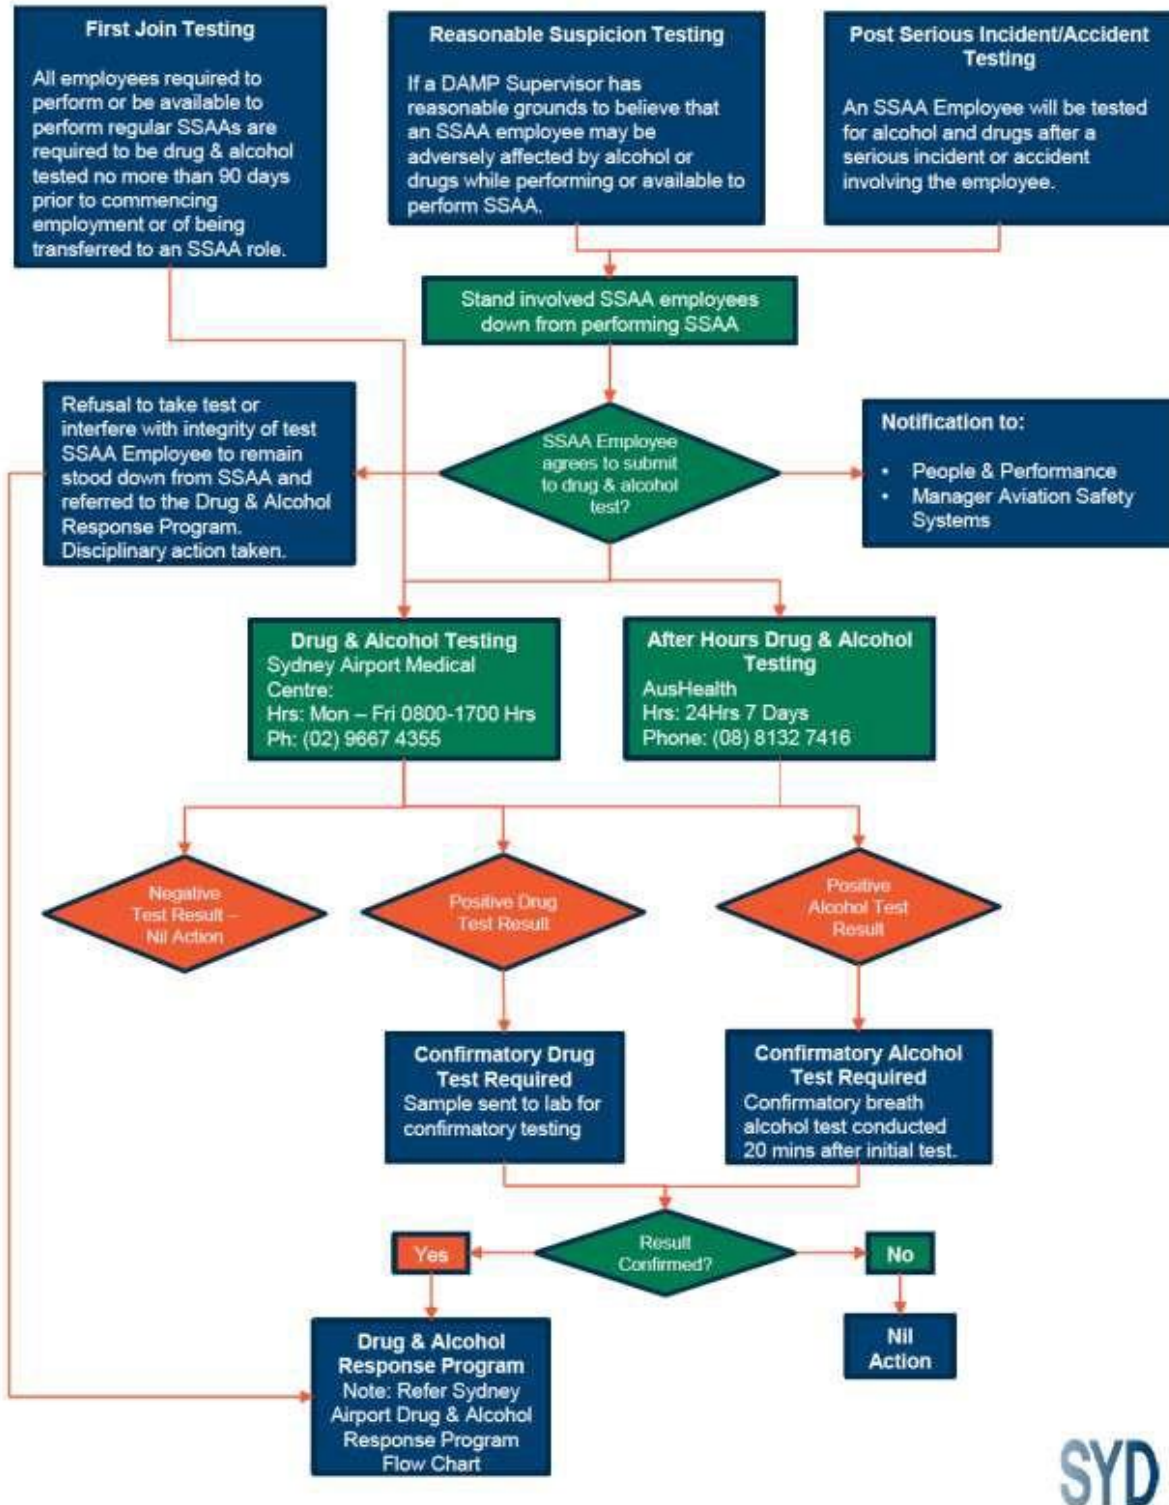 First Join Testing
All employees required to
perform or be available to
perform regular SSAAs are
required to be drug & alcohol
tested no more than 90 days
prior to commencing
employment or of being
transferred to an SSAA role.
Reasonable Suspicion Testing
If a DAMP Supervisor has
reasonable grounds to believe that
an SSAA employee may be
adversely affected by alcohol or
drugs while performing or available to
perform SSAA.
Post Serious Incident/Accident
Testing
An SSAA Employee will be tested
for alcohol and drugs after a
serious incident or accident
involving the employee.
Stand involved SSAA employees
down from performing SSAA
Refusal to take test or
interfere with integrity of test
SSAA Employee to remain
stood down from SSAA and
referred to the Drug & Alcohol
Response Program.
Disciplinary action taken.
SSAA Employee
agrees to submit
to drug & alcohol
test?
Notification to:
• People & Performance
• Manager Aviation Safety
Systems
Drug & Alcohol Testing
Sydney Airport Medical
Centre:
Hrs: Mon – Fri 0800-1700 Hrs
Ph: (02) 9667 4355
After Hours Drug & Alcohol
Testing
AusHealth
Hrs: 24Hrs 7 Days
Phone: (08) 8132 7416
Negative
Test Result –
Nil Action
Positive Drug
Test Result
Positive
Alcohol Test
Result
Confirmatory Drug
Test Required
Sample sent to lab for
confirmatory testing
Confirmatory Alcohol
Test Required
Confirmatory breath
alcohol test conducted
20 mins after initial test.
Result
Confirmed?
Yes
No
Drug & Alcohol
Response Program
Note: Refer Sydney
Airport Drug & Alcohol
Response Program
Flow Chart
Nil
Action
SYD